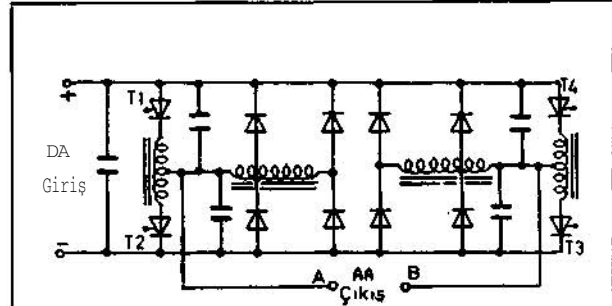 +
T1
T4
DA
Giriş
T2
T3
-
A AA B
Çıkış